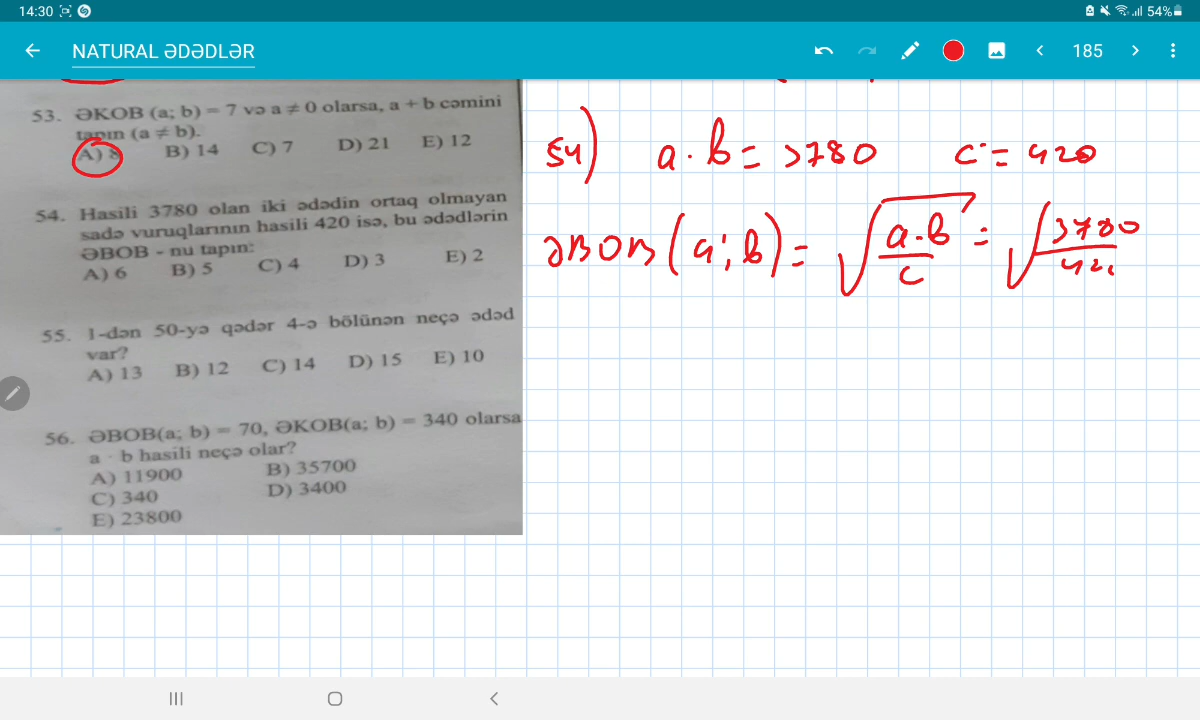 14:30
54%
NATURAL ƏDƏDLƏR
185
53. ƏKOB (a; b) = 7 və a ≠ 0 olarsa, a + b cəmini
tapın (a ≠ b).
A) 8 B) 14 C) 7 D) 21 E) 12
54. Hasili 3780 olan iki ədədin ortaq olmayan
sadə vuruqlarının hasili 420 isə, bu ədədlərin
ƏBOB - nu tapın:
A) 6 B) 5 C) 4 D) 3 E) 2
55. 1-dən 50-yə qədər 4-ə bölünən neçə ədəd
var?
A) 13 B) 12 C) 14 D) 15 E) 10
56. ƏBOB(a; b) = 70, ƏKOB(a; b) = 340 olarsa
a · b hasili neçə olar?
A) 11900 B) 35700
C) 340 D) 3400
E) 23800
54) a · b = 3780 c = 420
ƏBOB(a; b) = √(a·b/c) = √(3780/420)